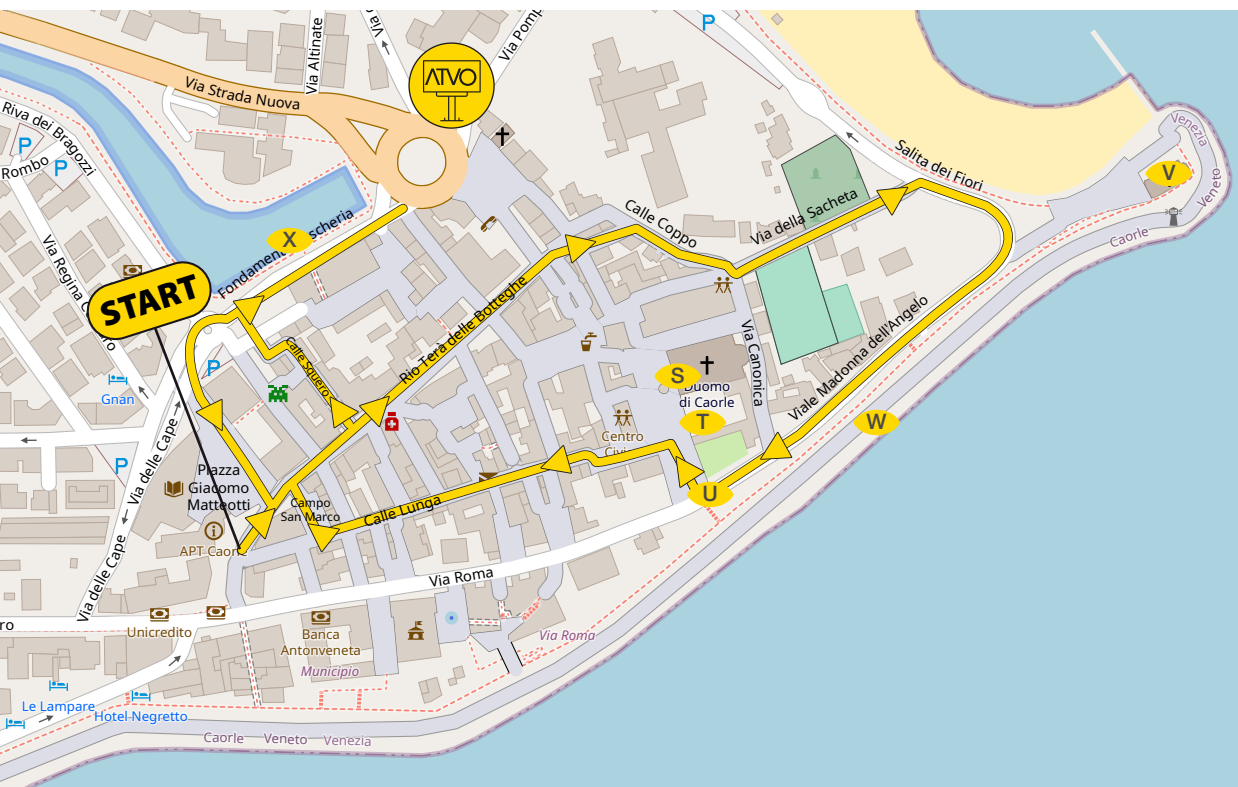 Via Altinate
Via
Via Pomp
P
ATVO
Via Strada Nuova
Riva dei Bragozzi
P
P
Rombo
Salita dei Fiori
Venezia
V
Veneto
Via della Sacheta
Calle Coppo
Caorle
scheria
X
Fondament
Via Regina
ro
START
Rio Terà delle Botteghe
Calle Squero
P
Via Canonica
Viale Madonna dell'Angelo
S
Duomo
di Caorle
Gnan
T
W
Centro
Civi
P
Via delle Cape
Piazza
Giacomo
Matteotti
U
Campo
San Marco
Calle Lunga
APT Caorle
Via delle Cape
Via Roma
ro
Unicredito
Banca
Antonveneta
Via Roma
Municipio
Le Lampare
Hotel Negretto
Caorle
Veneto
Venezia